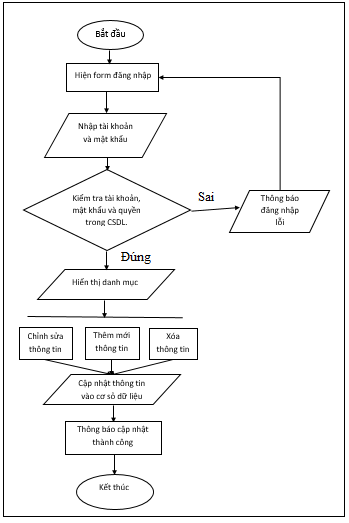 Bắt đầu
Hiện form đăng nhập
Nhập tài khoản
và mật khẩu
Kiểm tra tài khoản,
mật khẩu và quyền
trong CSDL.
Sai
Thông báo
đăng nhập
lỗi
Đúng
Hiển thị danh mục
Chỉnh sửa
thông tin
Thêm mới
thông tin
Xóa
thông tin
Cập nhật thông tin
vào cơ sở dữ liệu
Thông báo cập nhật
thành công
Kết thúc